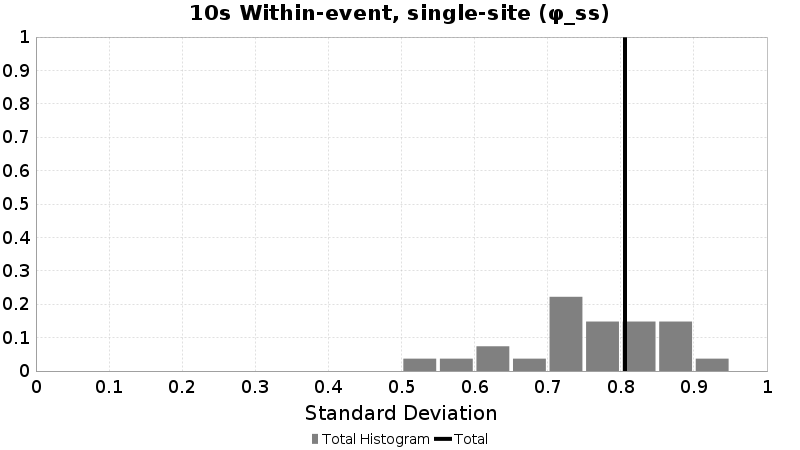 10s Within-event, single-site (φ_ss)
1
0.9
0.8
0.7
0.6
0.5
0.4
0.3
0.2
0.1
0
0 0.1 0.2 0.3 0.4 0.5 0.6 0.7 0.8 0.9 1
Standard Deviation
Total Histogram Total